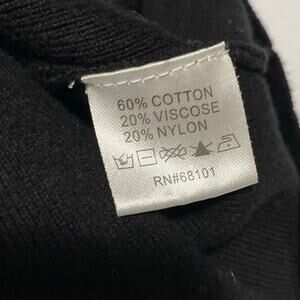 60% COTTON
20% VISCOSE
20% NYLON
RN#68101